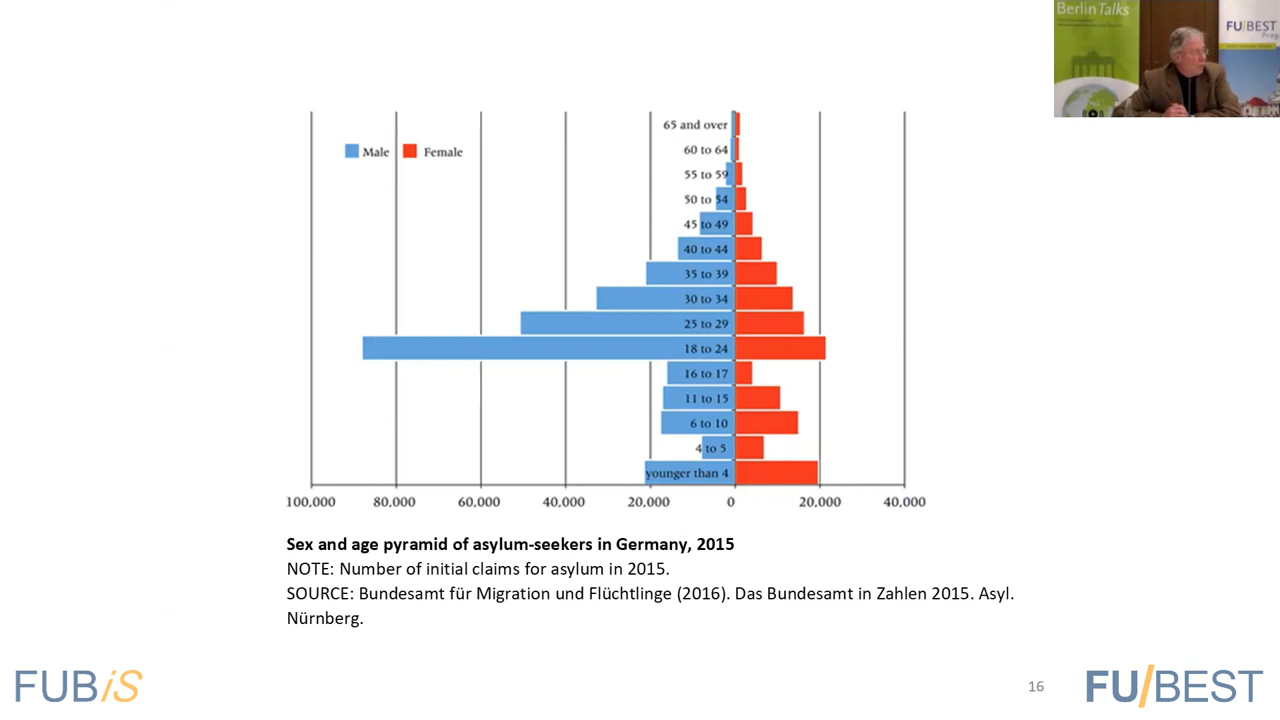 BerlinTalks
FU/BEST
65 and over
60 to 64
Male
Female
55 to 59
50 to 54
45 to 49
40 to 44
35 to 39
30 to 34
25 to 29
18 to 24
16 to 17
11 to 15
6 to 10
4 to 5
younger than 4
100,000 80,000 60,000 40,000 20,000 0 20,000 40,000
Sex and age pyramid of asylum-seekers in Germany, 2015
NOTE: Number of initial claims for asylum in 2015.
SOURCE: Bundesamt für Migration und Flüchtlinge (2016). Das Bundesamt in Zahlen 2015. Asyl.
Nürnberg.
FUBiS
16
FU/BEST